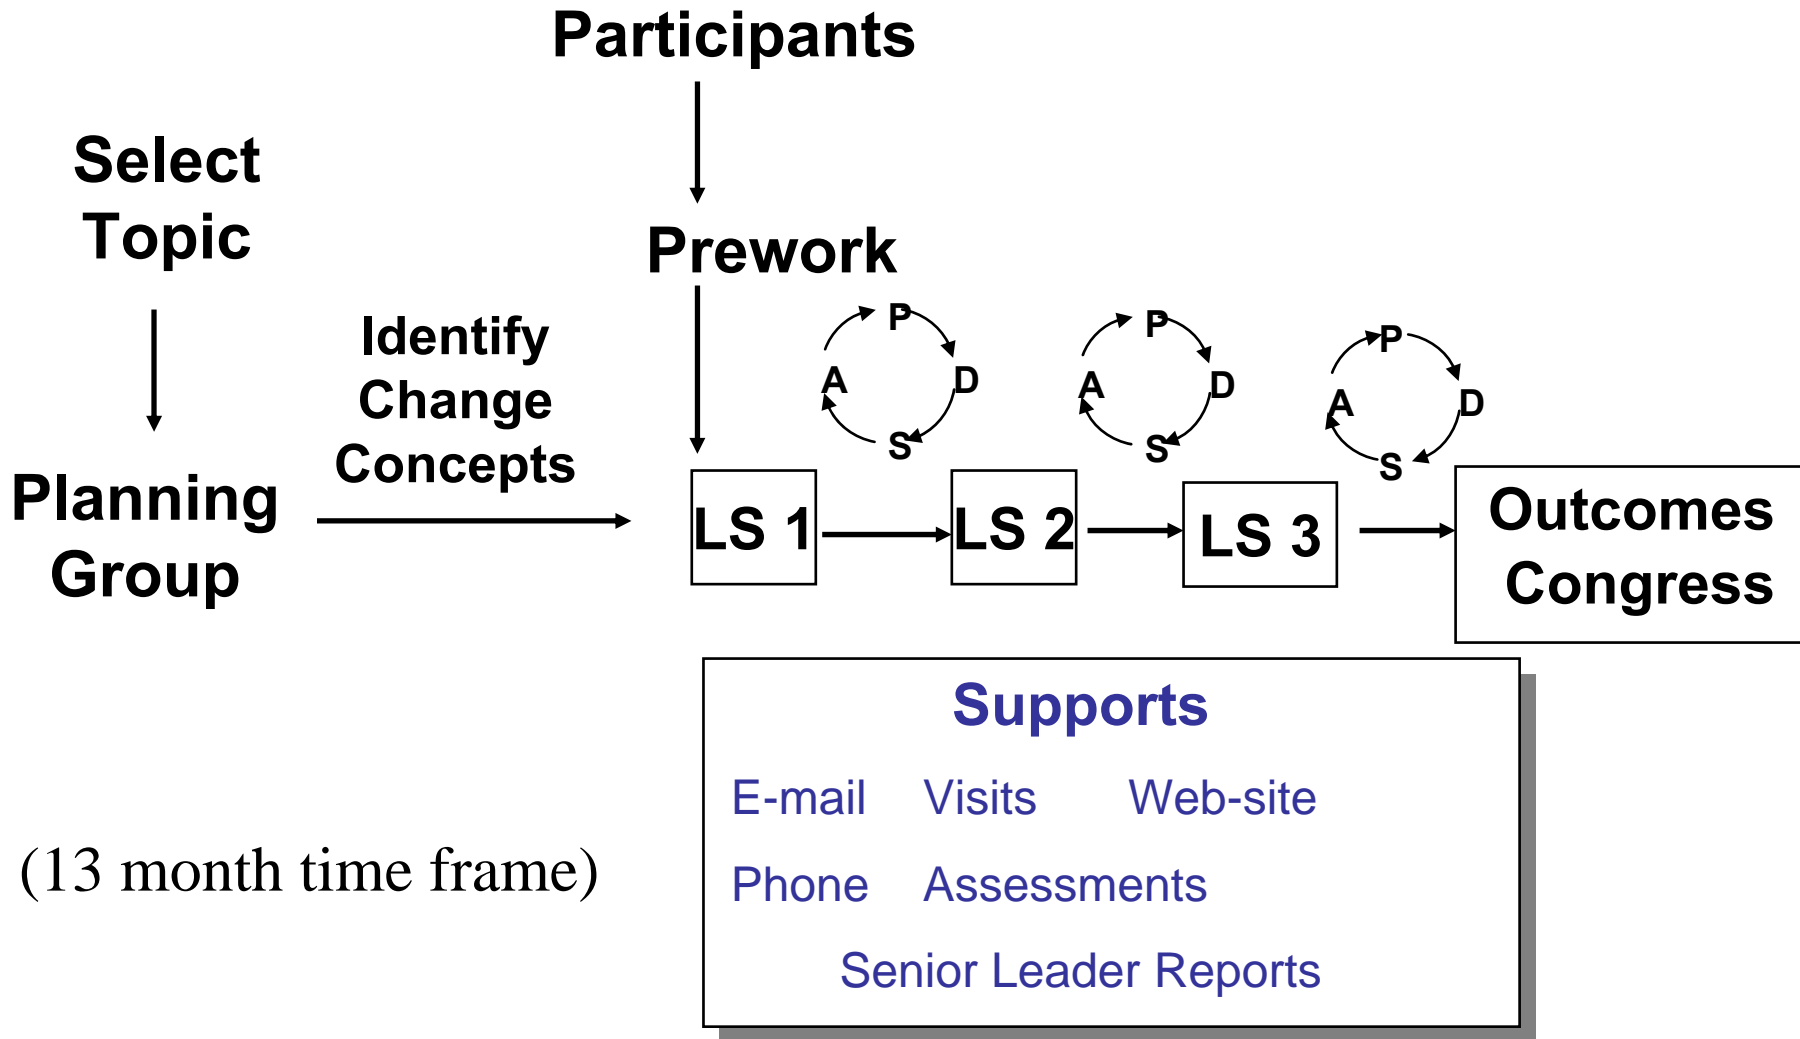 Participants
Select
Topic
Prework
Identify
Change
Concepts
Planning
Group
P
A D
S
P
A D
S
P
A D
S
LS 1
LS 2
LS 3
Outcomes
Congress
Supports
E-mail Visits Web-site
Phone Assessments
Senior Leader Reports
(13 month time frame)